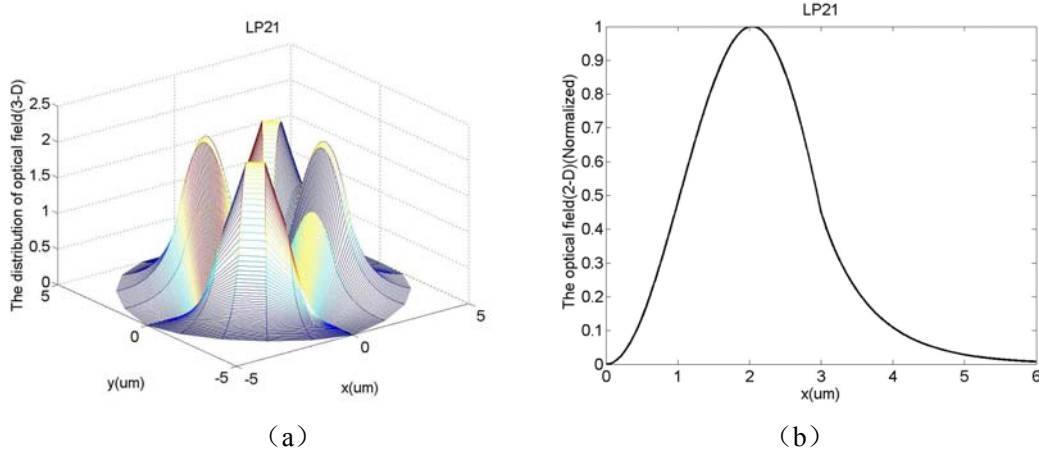 LP21
The distribution of optical field(3-D)
2.5
2
1.5
1
0.5
0
5
0
-5
y(um)
-5
0
5
x(um)
（a）
LP21
The optical field(2-D)(Normalized)
1
0.9
0.8
0.7
0.6
0.5
0.4
0.3
0.2
0.1
0
0 1 2 3 4 5 6
x(um)
（b）